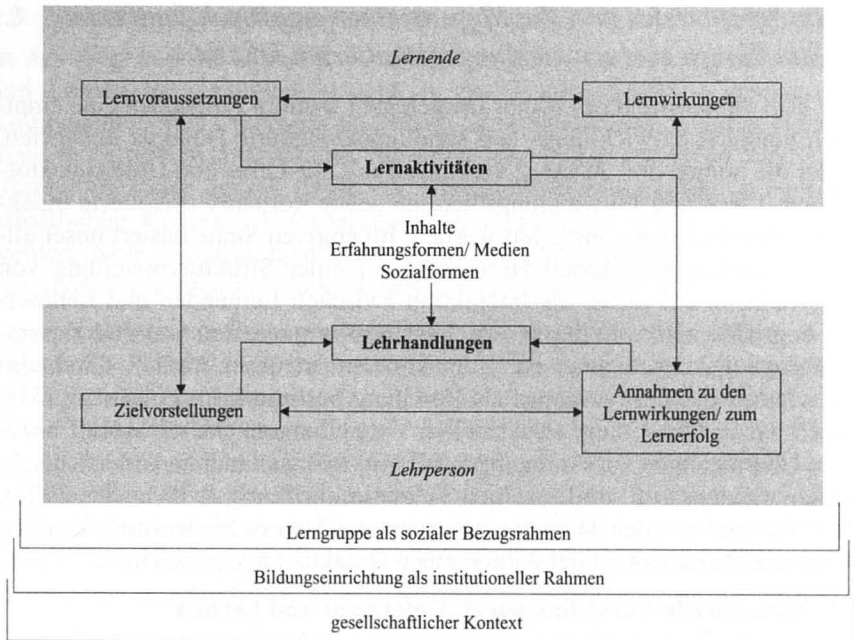 Lernende
Lernvoraussetzungen
Lernwirkungen
Lernaktivitäten
Inhalte
Erfahrungsformen/ Medien
Sozialformen
Lehrhandlungen
Zielvorstellungen
Annahmen zu den
Lernwirkungen/ zum
Lernerfolg
Lehrperson
Lerngruppe als sozialer Bezugsrahmen
Bildungseinrichtung als institutioneller Rahmen
gesellschaftlicher Kontext